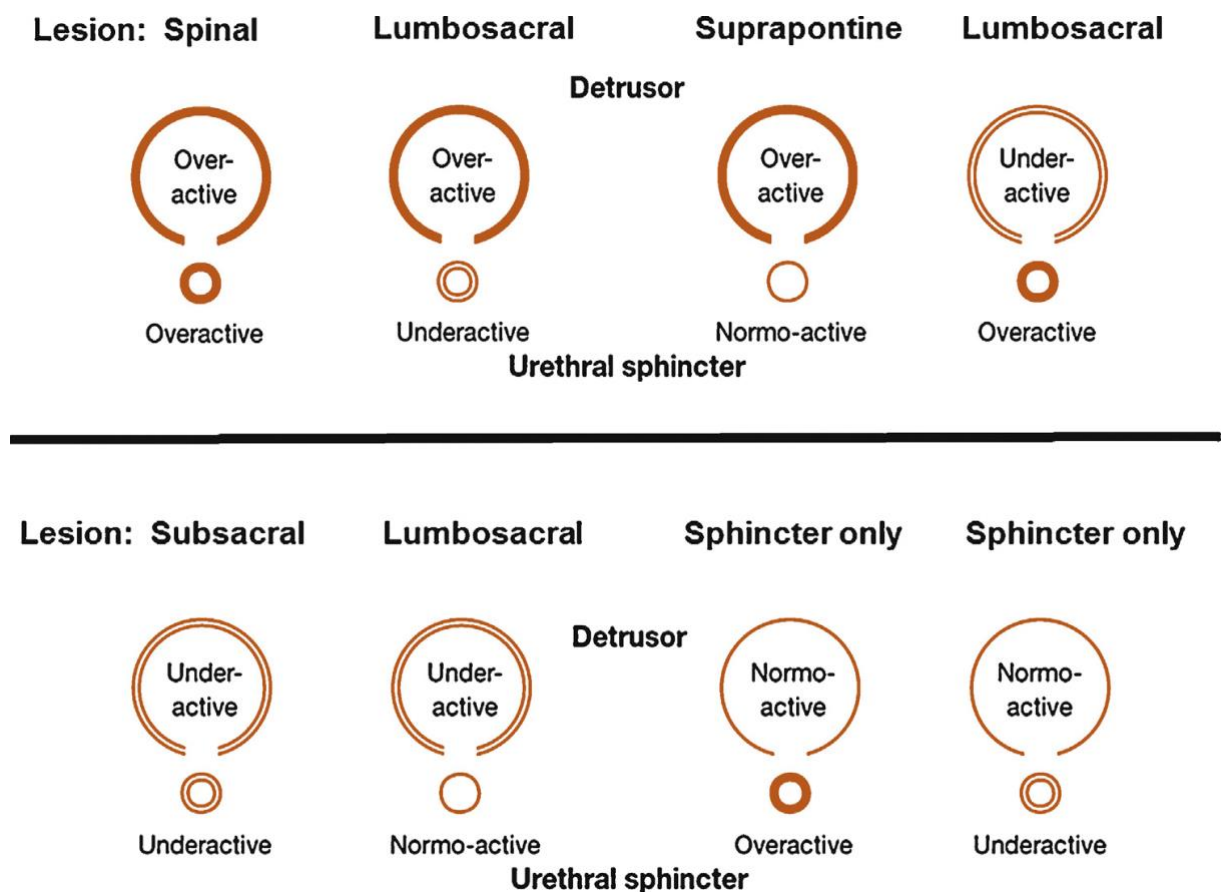 Lesion: Spinal Lumbosacral Suprapontine Lumbosacral
Detrusor
Over- Over- Over- Under-
active active active active
Overactive Underactive Normo-active Overactive
Urethral sphincter
Lesion: Subsacral Lumbosacral Sphincter only Sphincter only
Detrusor
Under- Under- Normo- Normo-
active active active active
Underactive Normo-active Overactive Underactive
Urethral sphincter